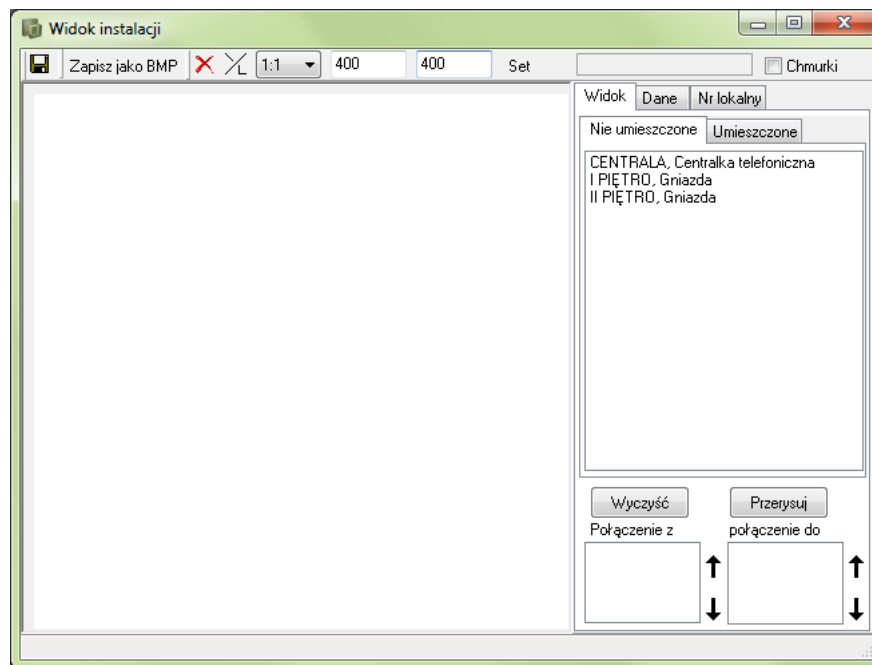 Widok instalacji
Zapisz jako BMP 1:1 400 400 Set Chmurki
Widok Dane Nr lokalny
Nie umieszczone Umieszczone
CENTRALA, Centralka telefoniczna
I PIĘTRO, Gniazda
II PIĘTRO, Gniazda
Wyczyść Przerysuj
Połączenie z połączenie do